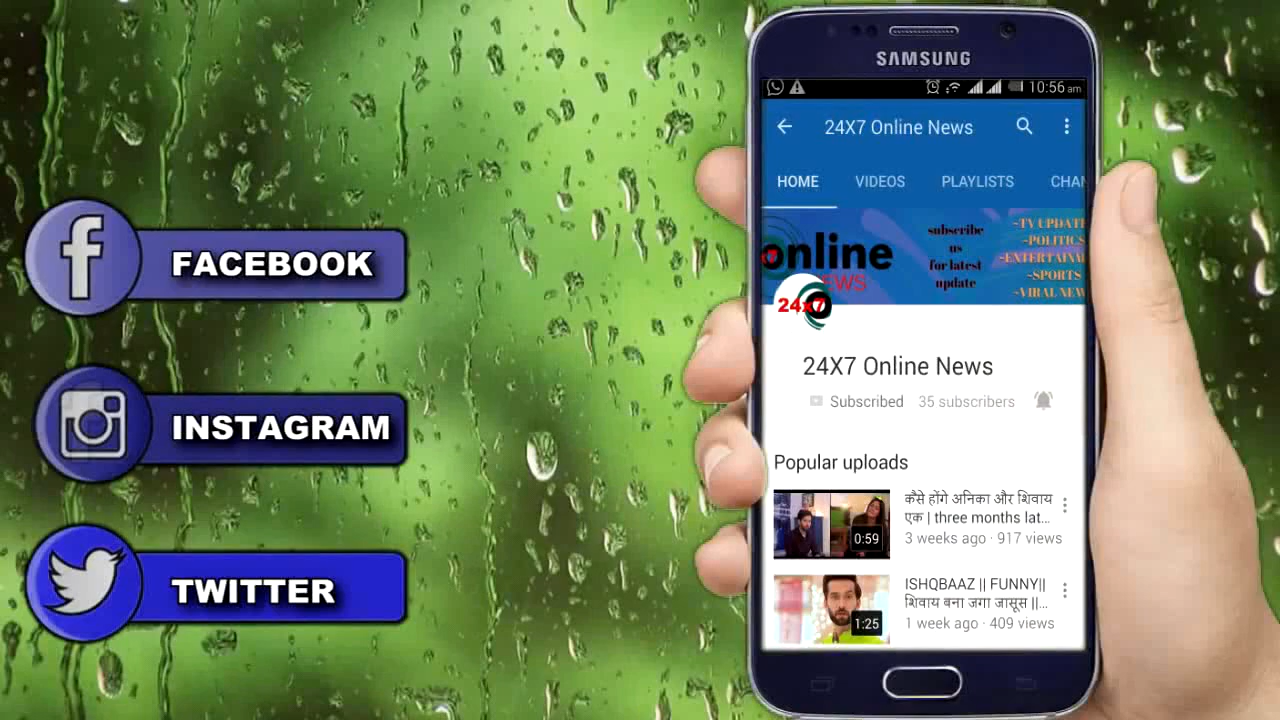 FACEBOOK
INSTAGRAM
TWITTER
SAMSUNG
10:56 am
24X7 Online News
HOME VIDEOS PLAYLISTS CHAN
online
NEWS
24x7
subscribe
us
for latest
update
~TV UPDATE
~POLITICS
~ENTERTAINM
~SPORTS
~VIRAL NEW
24X7 Online News
Subscribed 35 subscribers
Popular uploads
0:59
कैसे होंगे अनिका और शिवाय
एक | three months lat...
3 weeks ago · 917 views
1:25
ISHQBAAZ || FUNNY||
शिवाय बना जगा जासूस ||...
1 week ago · 409 views